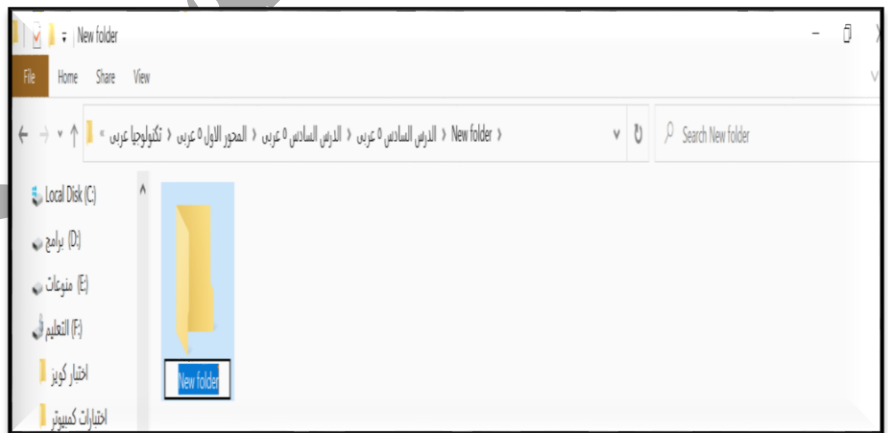 New folder
File Home Share View
« تكنولوجيا عربى › المحور الاول ٥ عربى › الدرس السادس ٥ عربى › الدرس السادس ٥ عربى › New folder ›
Search New folder
Local Disk (C:)
برامج (D:)
منوعات (E:)
التعليم (F:)
اختبار كويز
اختبارات كمبيوتر
New folder